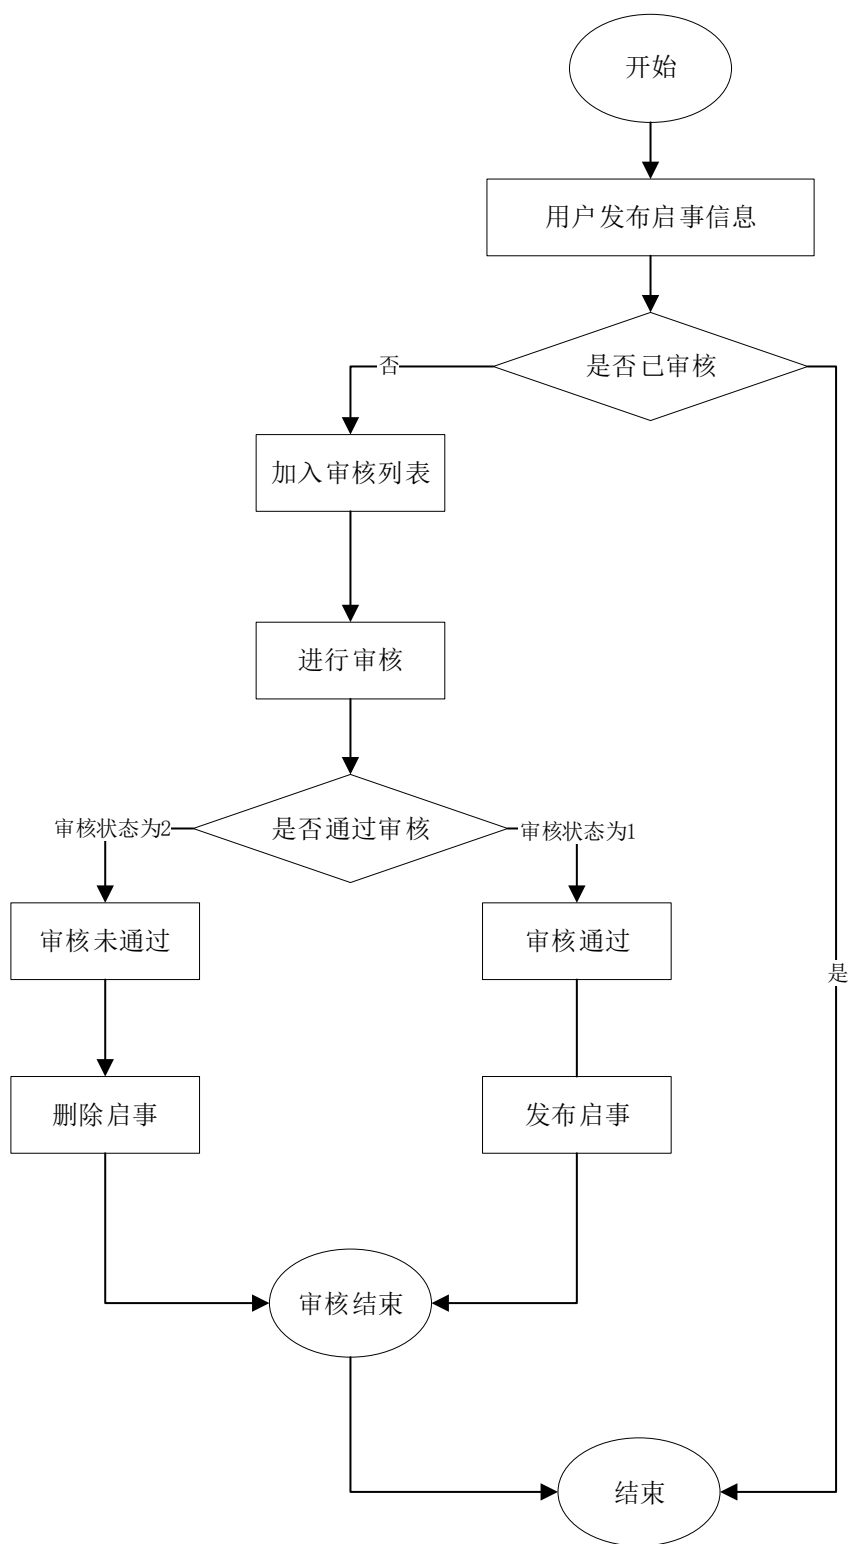 开始
用户发布启事信息
是否已审核
否
加入审核列表
进行审核
是否通过审核
审核状态为2
审核状态为1
审核未通过
审核通过
是
删除启事
发布启事
审核结束
结束